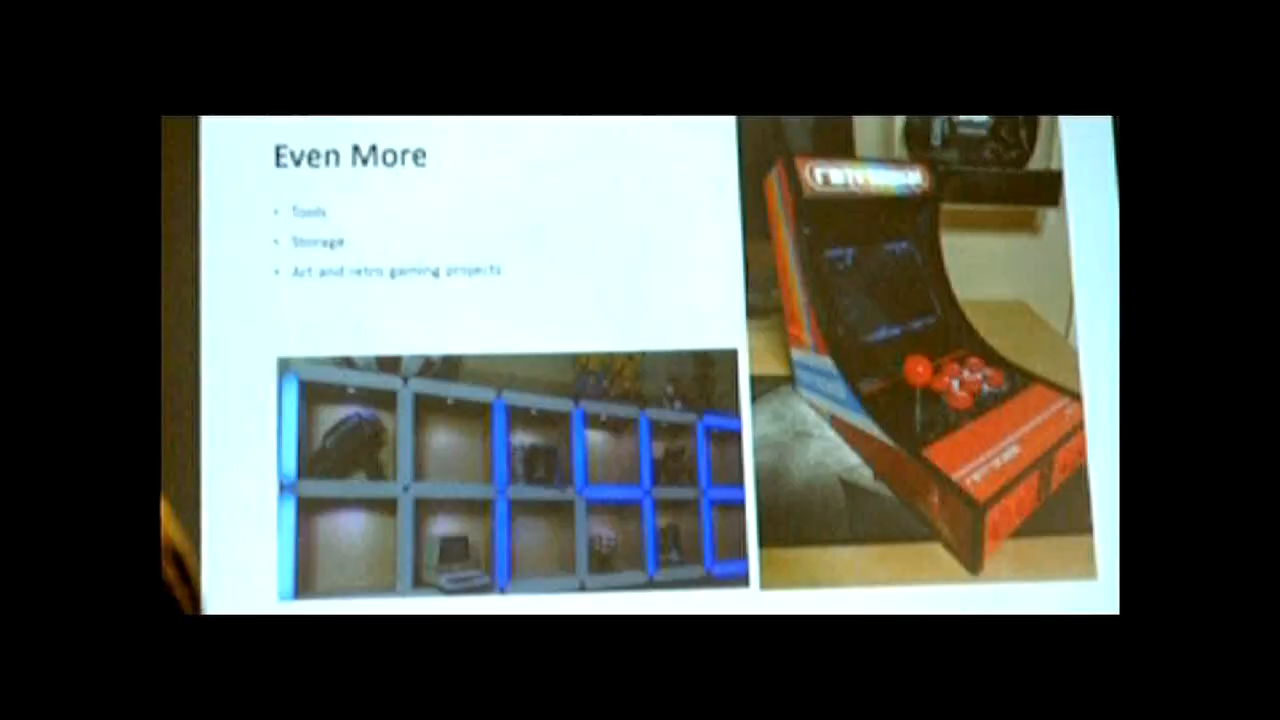 Even More
• Tools
• Storage
• Art and retro gaming projects